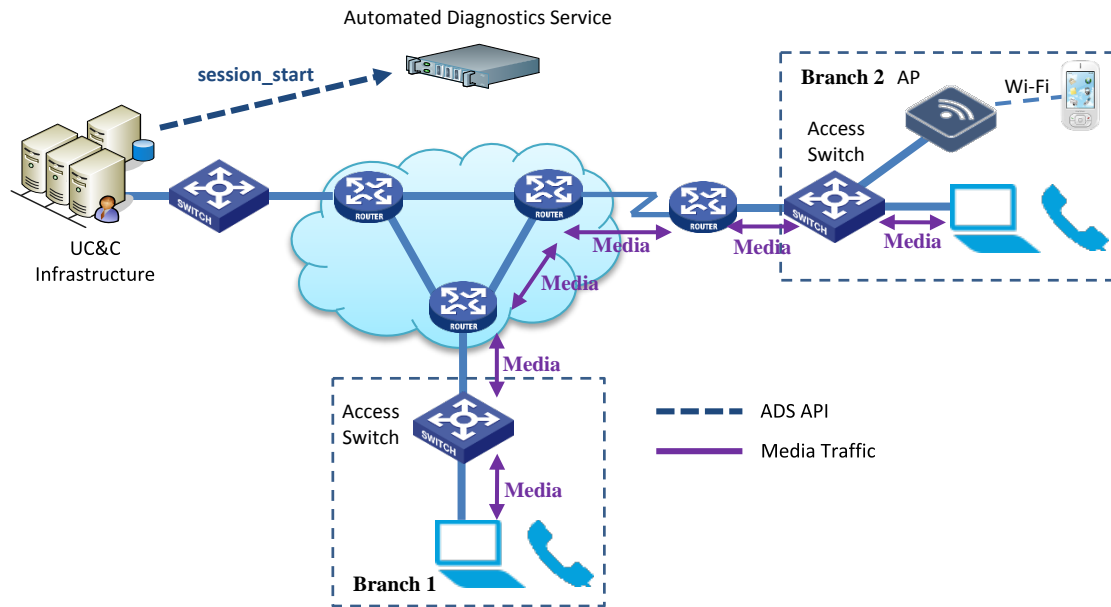 Automated Diagnostics Service
session_start
Branch 2 AP
Wi-Fi
Access
Switch
SWITCH
ROUTER
ROUTER
ROUTER
SWITCH
UC&C
Infrastructure
Media
Media
Media
Media
ROUTER
Media
Access
Switch
SWITCH
ADS API
Media Traffic
Media
Branch 1